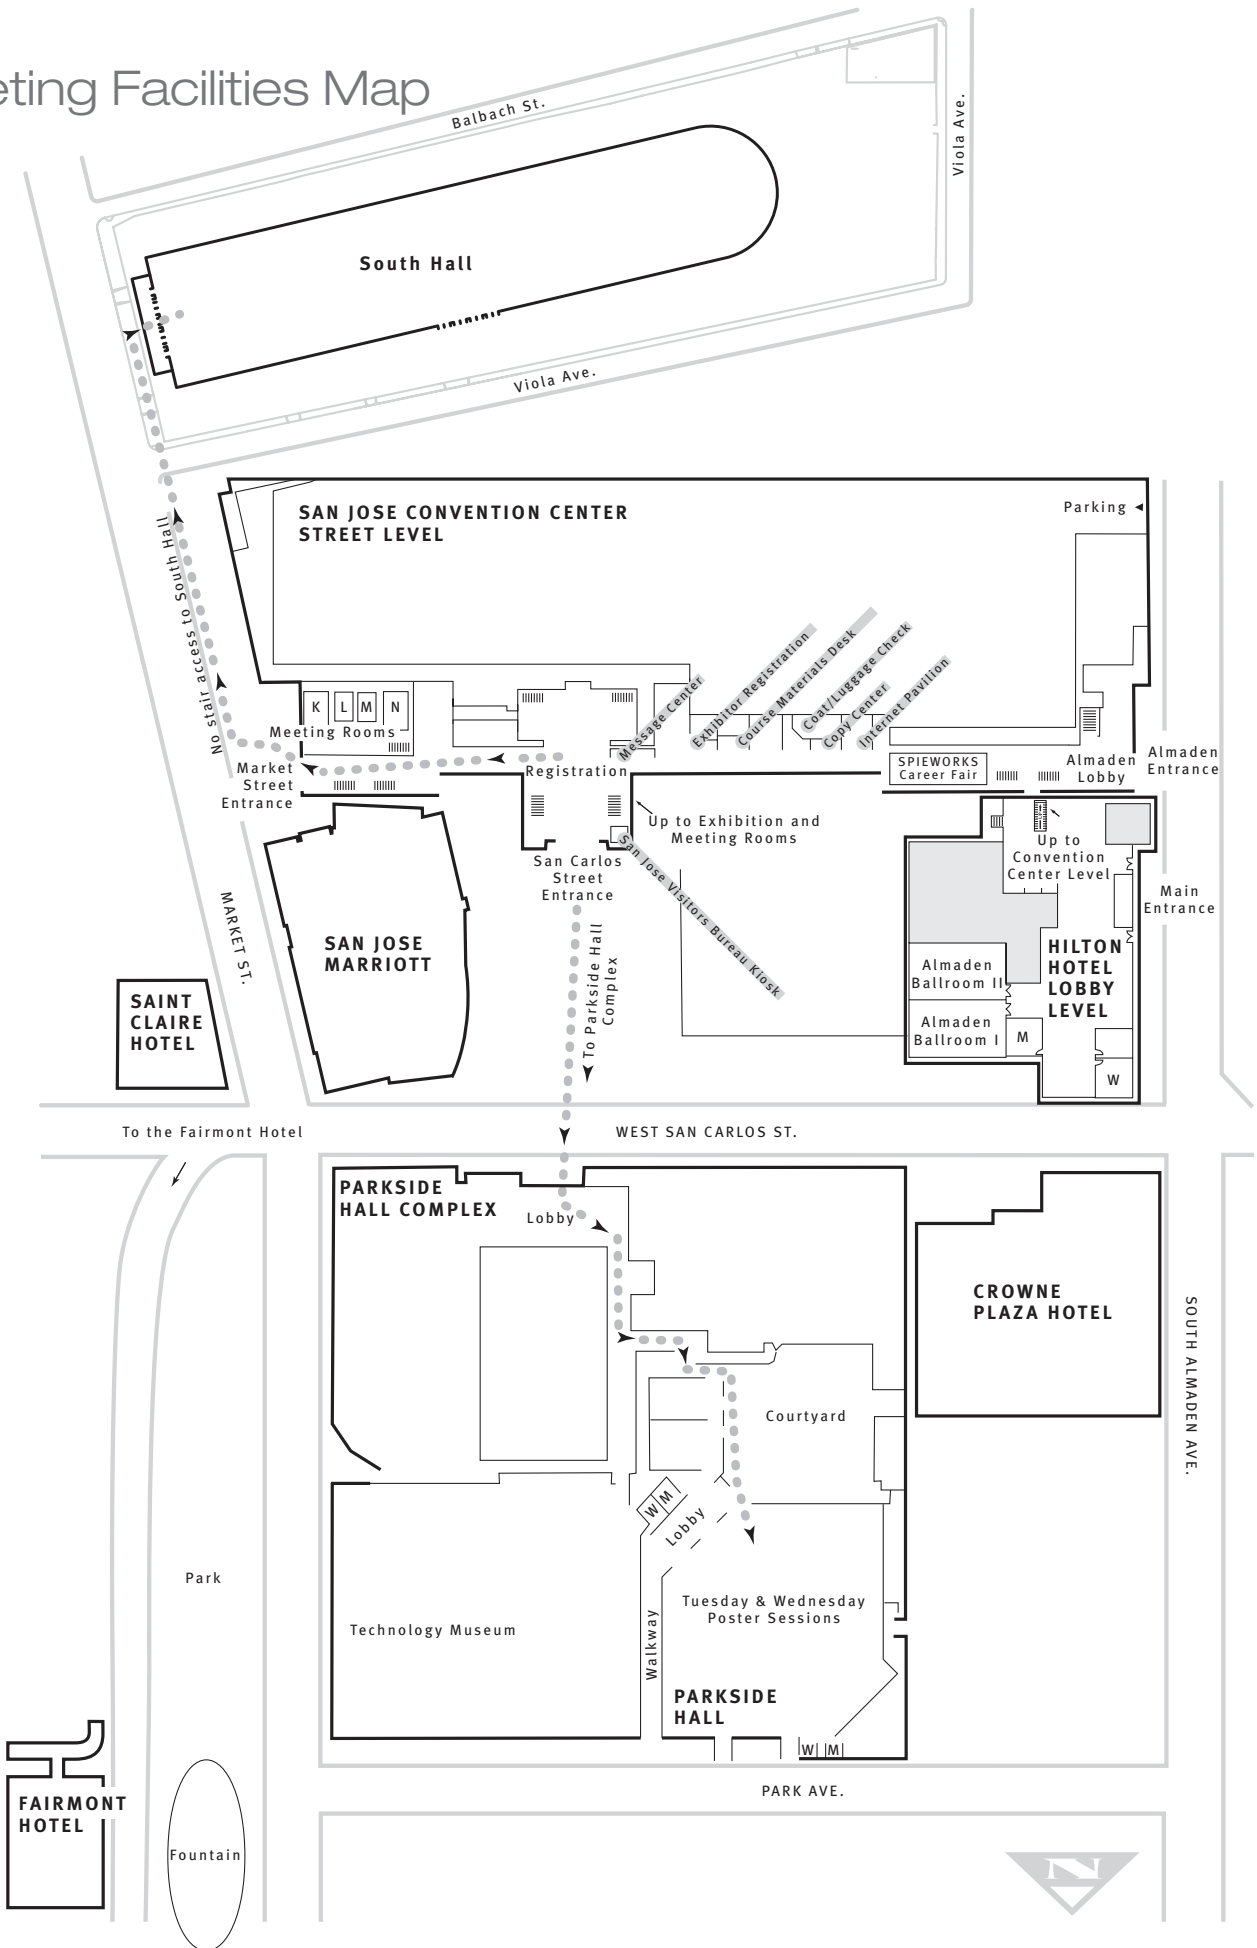 eting Facilities Map
Balbach St.
Viola Ave.
South Hall
Viola Ave.
No stair access to South Hall
SAN JOSE CONVENTION CENTER
STREET LEVEL
Parking
K
L
M
N
Meeting Rooms
Message Center
Exhibitor Registration
Course Materials Desk
Coat/Luggage Check
Copy Center
Internet Pavilion
Market
Street
Entrance
Registration
SPIEWORKS
Career Fair
Almaden
Lobby
Almaden
Entrance
Up to Exhibition and
Meeting Rooms
San Carlos
Street
Entrance
San Jose Visitors Bureau Kiosk
Up to
Convention
Center Level
Main
Entrance
MARKET ST.
SAN JOSE
MARRIOTT
To Parkside Hall
Complex
Almaden
Ballroom II
Almaden
Ballroom I
HILTON
HOTEL
LOBBY
LEVEL
M
W
SAINT
CLAIRE
HOTEL
To the Fairmont Hotel
WEST SAN CARLOS ST.
PARKSIDE
HALL COMPLEX
Lobby
CROWNE
PLAZA HOTEL
SOUTH ALMADEN AVE.
Courtyard
W
M
Lobby
Park
Technology Museum
Walkway
Tuesday & Wednesday
Poster Sessions
PARKSIDE
HALL
W
M
PARK AVE.
FAIRMONT
HOTEL
Fountain
N